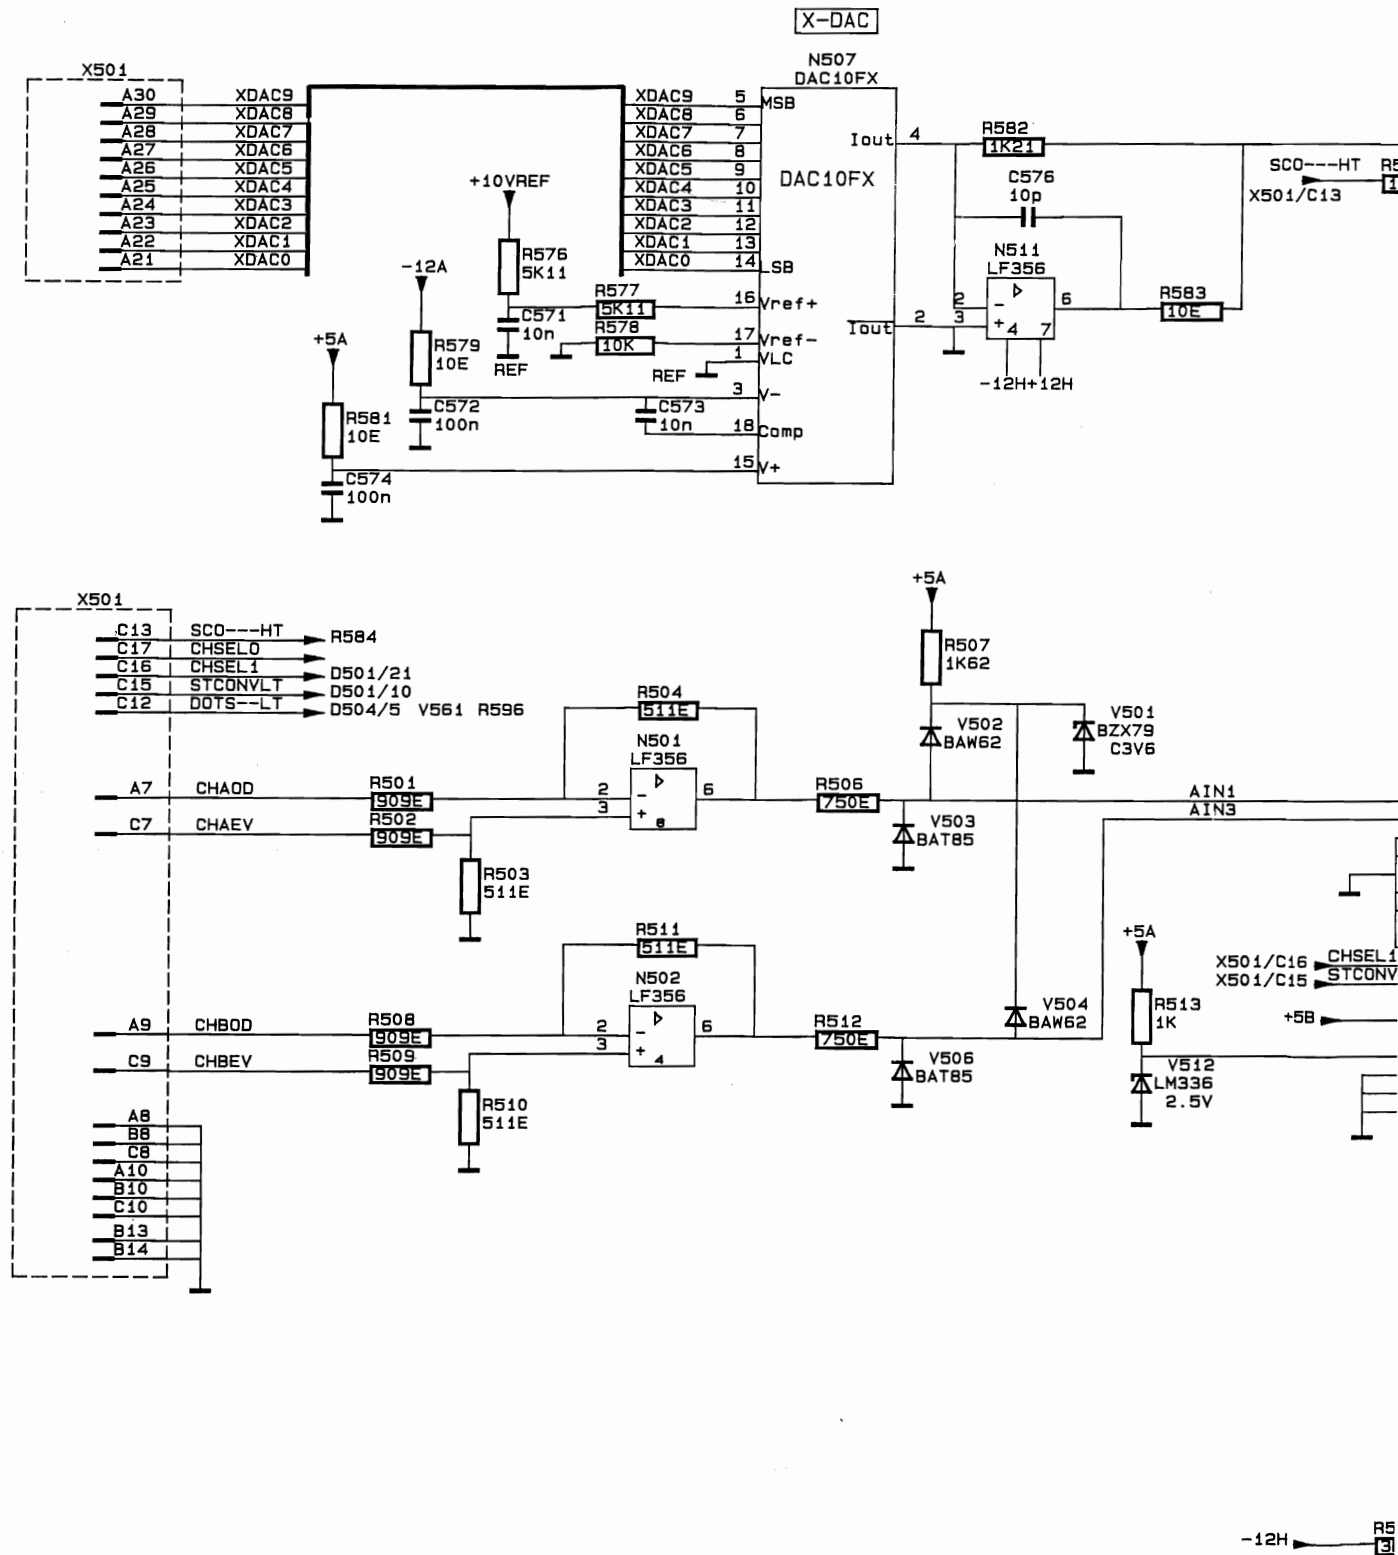 X-DAC
X501
A30 XDAC9
A29 XDAC8
A28 XDAC7
A27 XDAC6
A26 XDAC5
A25 XDAC4
A24 XDAC3
A23 XDAC2
A22 XDAC1
A21 XDAC0
N507
DAC10FX
XDAC9 5 MSB
XDAC8 6
XDAC7 7
XDAC6 8
XDAC5 9
XDAC4 10
XDAC3 11
XDAC2 12
XDAC1 13
XDAC0 14 LSB
DAC10FX
Iout 4
Iout 2
16 Vref+
17 Vref-
1 VLC
3 V-
18 Comp
15 V+
+10VREF
R576
5K11
R577
5K11
C571
10n
REF
R578
10K
REF
-12A
R579
10E
C572
100n
C573
10n
+5A
R581
10E
C574
100n
R582
1K21
C576
10p
N511
LF356
2 -
3 +
6
4 7
-12H+12H
R583
10E
SCO---HT
X501/C13
X501
C13 SCO---HT R584
C17 CHSEL0
C16 CHSEL1 D501/21
C15 STCONVLT D501/10
C12 DOTS--LT D504/5 V561 R596
A7 CHAOD
C7 CHAEV
A9 CHBOD
C9 CHBEV
A8
B8
C8
A10
B10
C10
B13
B14
R501
909E
R502
909E
R503
511E
R504
511E
N501
LF356
2 -
3 +
6
8
R506
750E
+5A
R507
1K62
V502
BAW62
V501
BZX79
C3V6
V503
BAT85
AIN1
AIN3
R508
909E
R509
909E
R510
511E
R511
511E
N502
LF356
2 -
3 +
6
4
R512
750E
V504
BAW62
V506
BAT85
+5A
R513
1K
V512
LM336
2.5V
X501/C16 CHSEL1
X501/C15 STCONV
+5B
-12H
R5
3